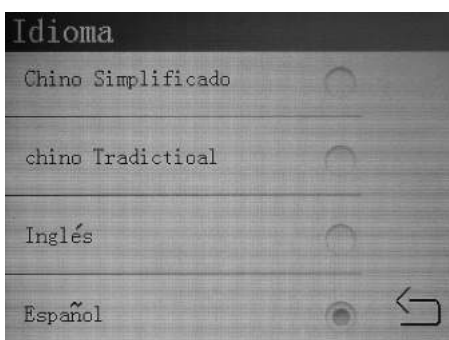 Idioma
Chino Simplificado
chino Tradictioal
Inglés
Español